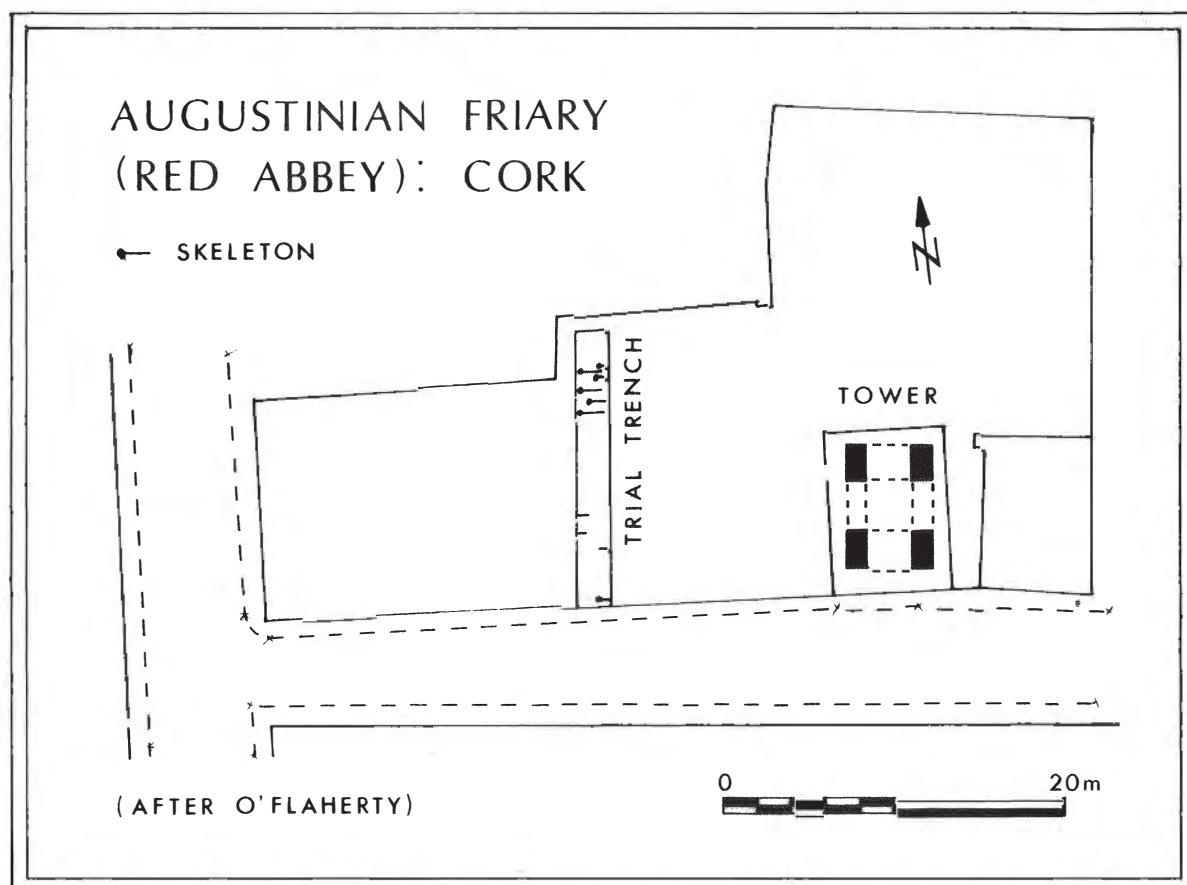 AUGUSTINIAN FRIARY
(RED ABBEY): CORK
SKELETON
N
TRIAL TRENCH
TOWER
(AFTER O'FLAHERTY)
0 20m